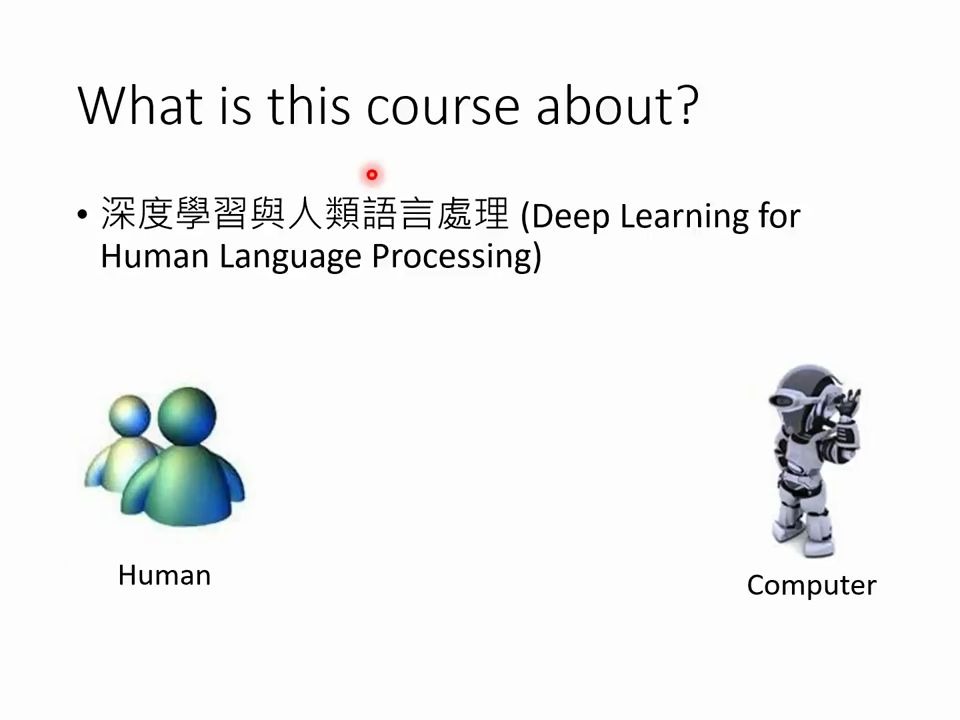 What is this course about?
• 深度學習與人類語言處理 (Deep Learning for
Human Language Processing)
Human
Computer